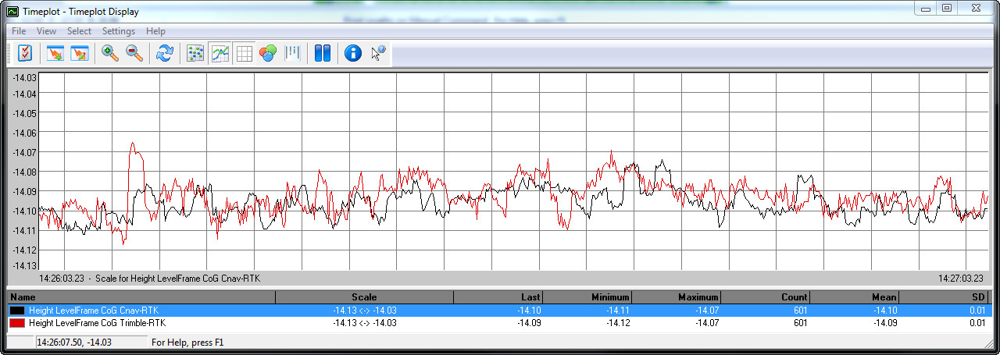 Timeplot - Timeplot Display
File View Select Settings Help
-14.03
-14.04
-14.05
-14.06
-14.07
-14.08
-14.09
-14.10
-14.11
-14.12
-14.13
14:26:03.23 - Scale for Height LevelFrame CoG Cnav-RTK 14:27:03.23
Name Scale Last Minimum Maximum Count Mean SD
Height LevelFrame CoG Cnav-RTK -14.13 <-> -14.03 -14.10 -14.11 -14.07 601 -14.10 0.01
Height LevelFrame CoG Trimble-RTK -14.13 <-> -14.03 -14.09 -14.12 -14.07 601 -14.09 0.01
14:26:07.50, -14.03 For Help, press F1